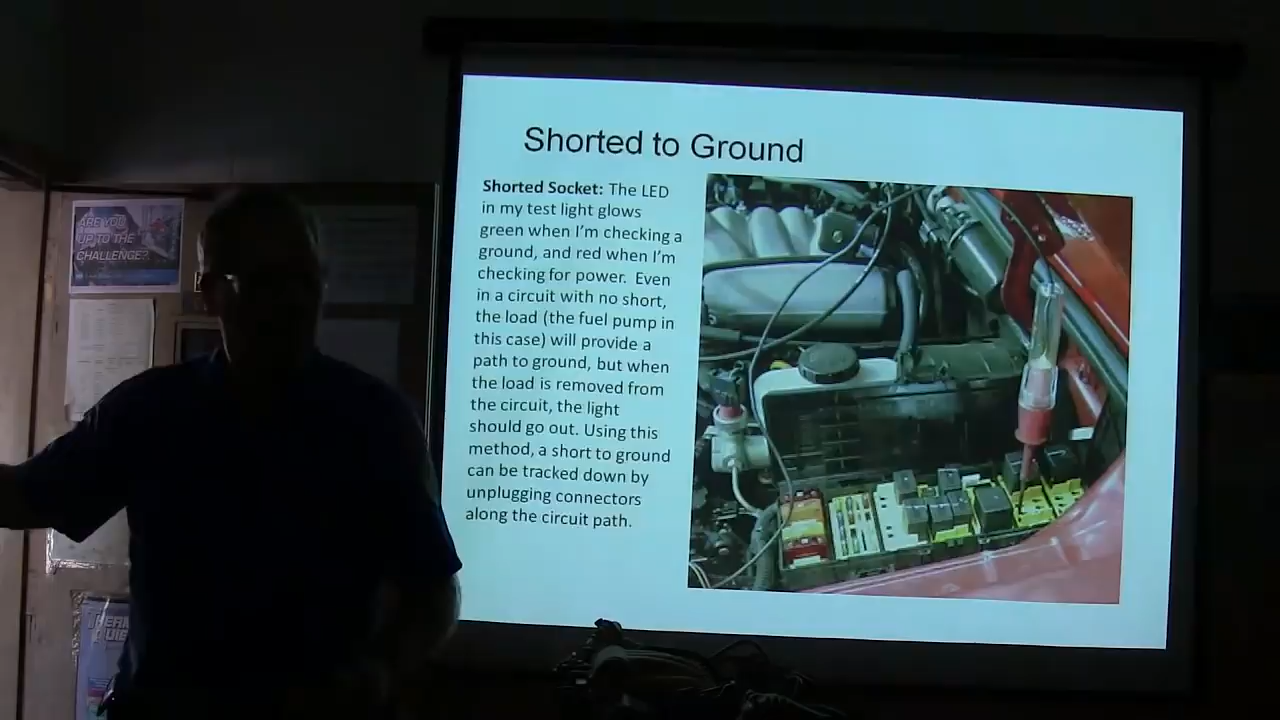 Shorted to Ground
Shorted Socket: The LED
in my test light glows
green when I'm checking a
ground, and red when I'm
checking for power. Even
in a circuit with no short,
the load (the fuel pump in
this case) will provide a
path to ground, but when
the load is removed from
the circuit, the light
should go out. Using this
method, a short to ground
can be tracked down by
unplugging connectors
along the circuit path.
ARE YOU
UP TO THE
CHALLENGE?